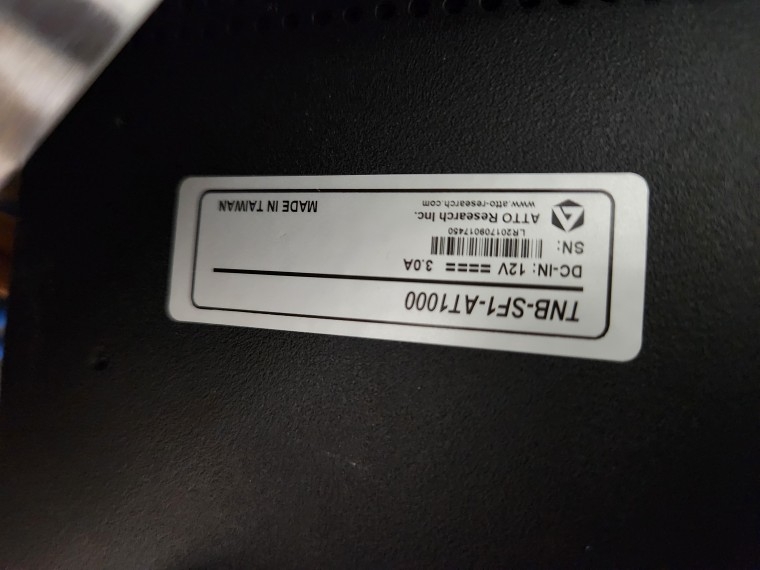 TNB-SF1-AT1000
DC-IN: 12V ⎓⎓ 3.0A
SN:
LR201709017450
ATTO Research Inc.
www.atto-research.com
MADE IN TAIWAN